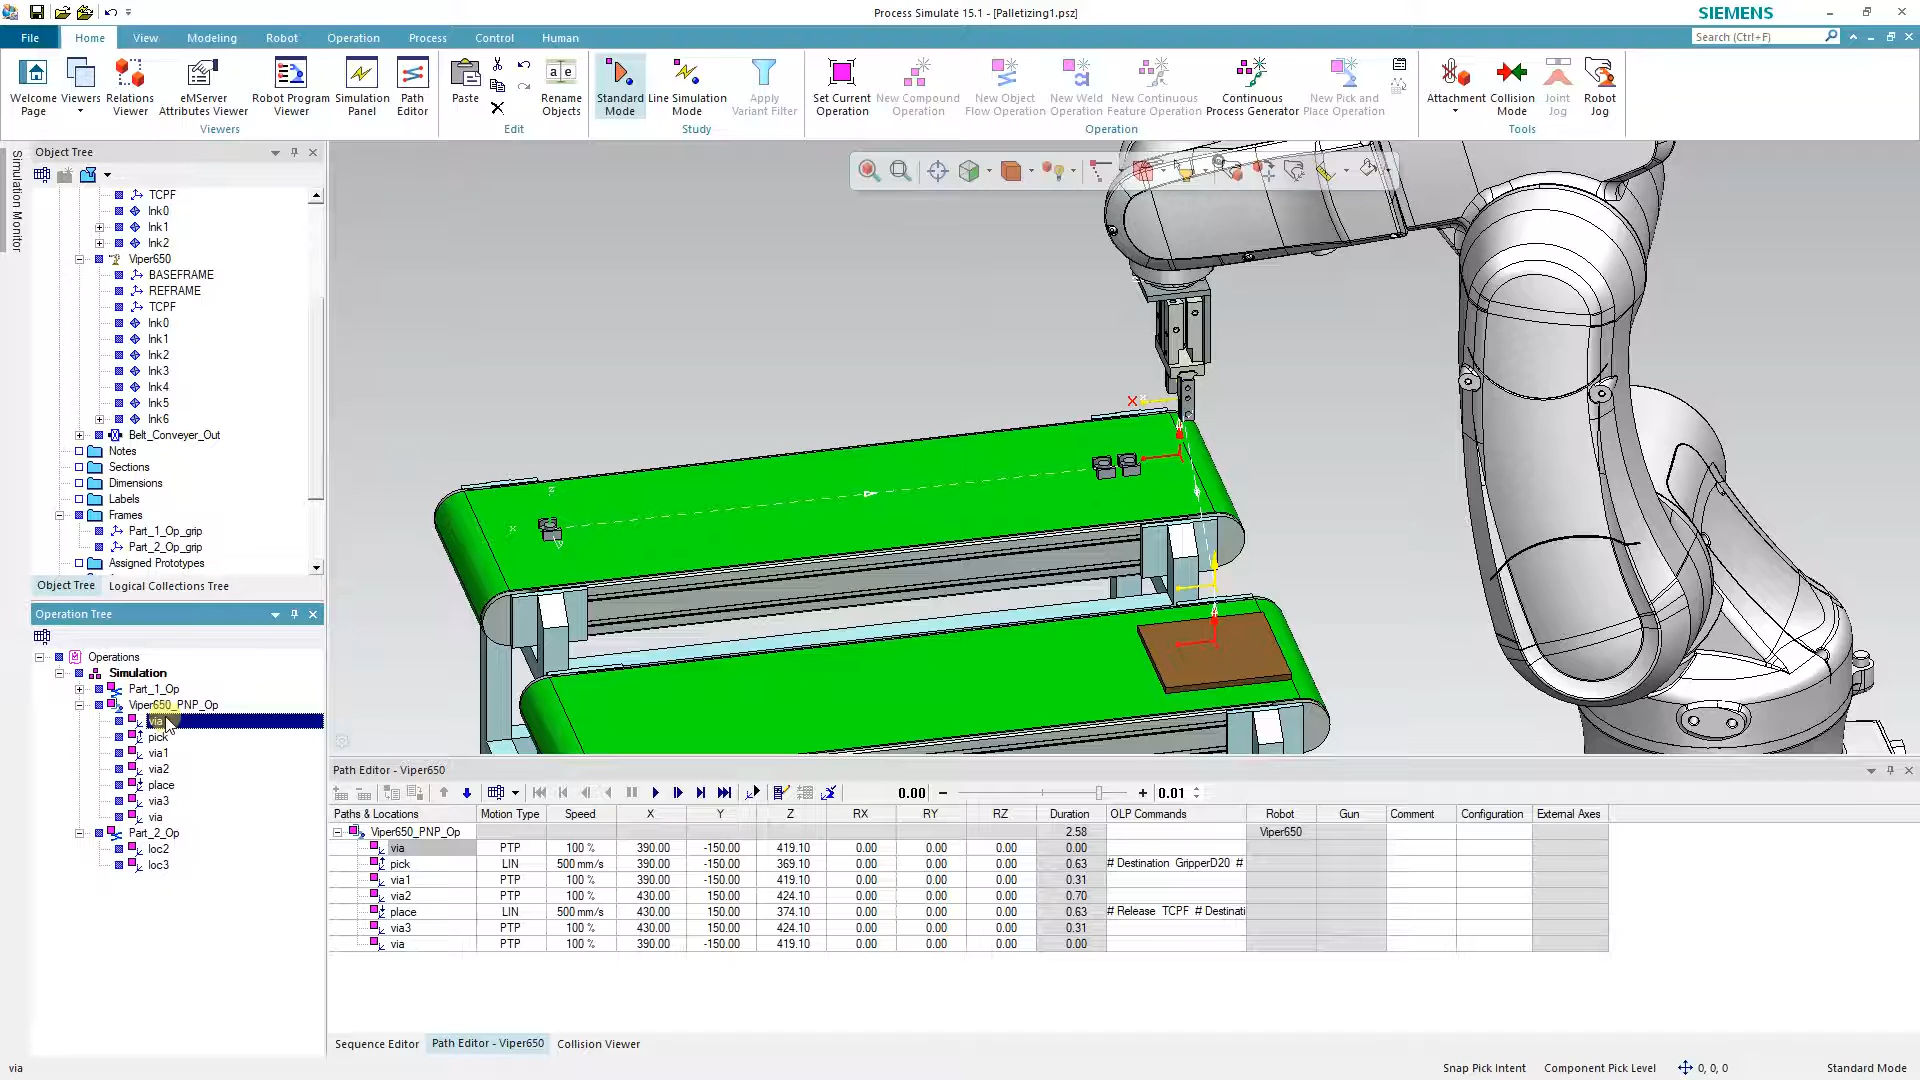 Process Simulate 15.1 - [Palletizing1.psz]
SIEMENS
File Home View Modeling Robot Operation Process Control Human
Search (Ctrl+F)
Welcome Page
Viewers
Relations Viewer
eMServer Attributes Viewer
Robot Program Viewer
Simulation Panel
Path Editor
Paste
Rename Objects
Standard Mode
Line Simulation Mode
Apply Variant Filter
Set Current Operation
New Compound Operation
New Object Flow Operation
New Weld Operation
New Continuous Feature Operation
Continuous Process Generator
New Pick and Place Operation
Attachment
Collision Mode
Joint Jog
Robot Jog
Viewers Edit Study Operation Tools
Simulation Monitor
Object Tree
TCPF
lnk0
lnk1
lnk2
Viper650
BASEFRAME
REFRAME
TCPF
lnk0
lnk1
lnk2
lnk3
lnk4
lnk5
lnk6
Belt_Conveyer_Out
Notes
Sections
Dimensions
Labels
Frames
Part_1_Op_grip
Part_2_Op_grip
Assigned Prototypes
Object Tree Logical Collections Tree
Operation Tree
Operations
Simulation
Part_1_Op
Viper650_PNP_Op
via
pick
via1
via2
place
via3
via
Part_2_Op
loc2
loc3
Path Editor - Viper650
0.00 0.01
Paths & Locations Motion Type Speed X Y Z RX RY RZ Duration OLP Commands Robot Gun Comment Configuration External Axes
Viper650_PNP_Op 2.58 Viper650
via PTP 100 % 390.00 -150.00 419.10 0.00 0.00 0.00 0.00
pick LIN 500 mm/s 390.00 -150.00 369.10 0.00 0.00 0.00 0.63 # Destination GripperD20 #
via1 PTP 100 % 390.00 -150.00 419.10 0.00 0.00 0.00 0.31
via2 PTP 100 % 430.00 150.00 424.10 0.00 0.00 0.00 0.70
place LIN 500 mm/s 430.00 150.00 374.10 0.00 0.00 0.00 0.63 # Release TCPF # Destinati
via3 PTP 100 % 430.00 150.00 424.10 0.00 0.00 0.00 0.31
via PTP 100 % 390.00 -150.00 419.10 0.00 0.00 0.00 0.00
Sequence Editor Path Editor - Viper650 Collision Viewer
via
Snap Pick Intent Component Pick Level 0, 0, 0 Standard Mode